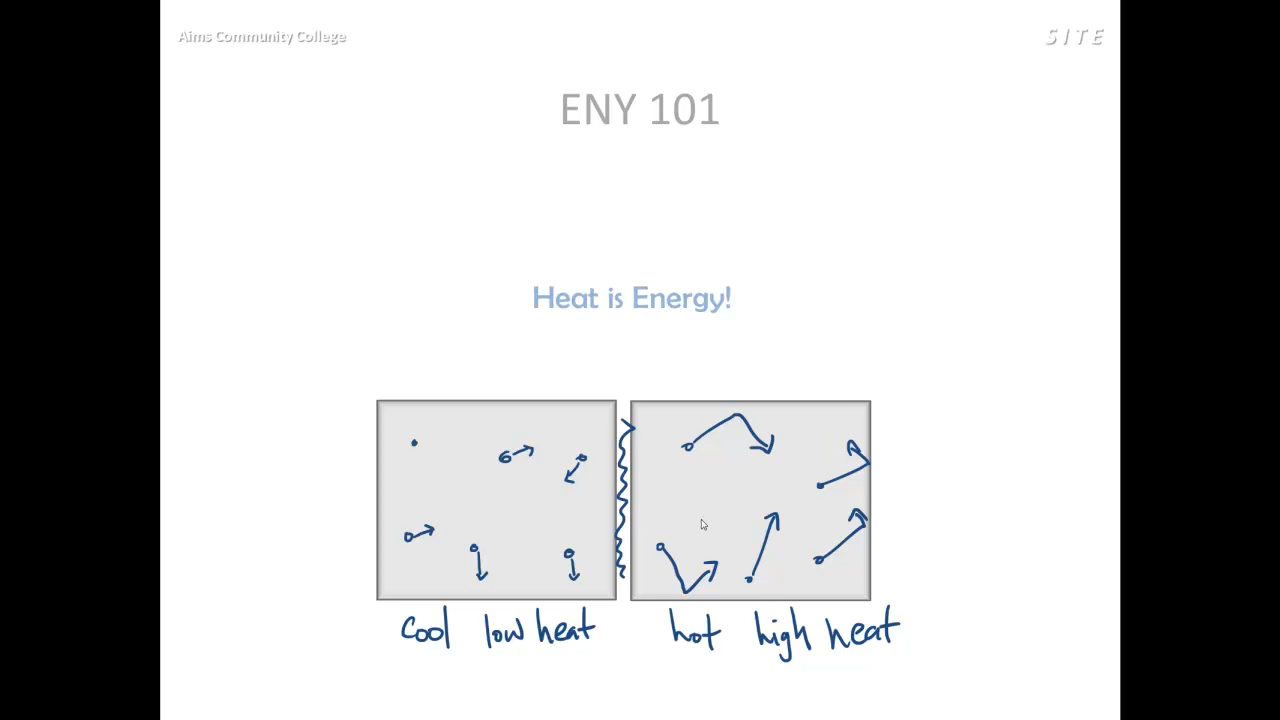 Aims Community College
SITE
ENY 101
Heat is Energy!
cool low heat
hot high heat